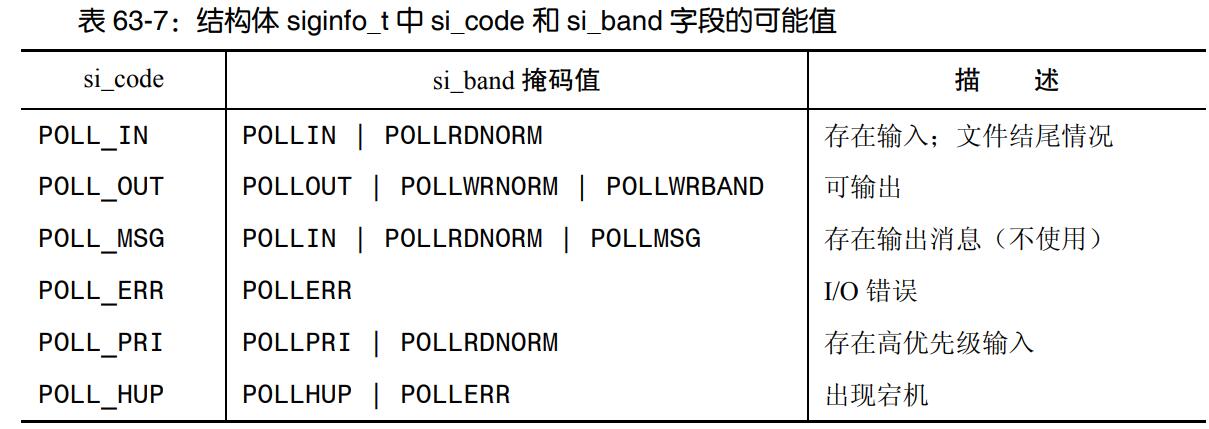 表 63-7：结构体 siginfo_t 中 si_code 和 si_band 字段的可能值
si_code si_band 掩码值 描 述
POLL_IN POLLIN | POLLRDNORM 存在输入；文件结尾情况
POLL_OUT POLLOUT | POLLWRNORM | POLLWRBAND 可输出
POLL_MSG POLLIN | POLLRDNORM | POLLMSG 存在输出消息（不使用）
POLL_ERR POLLERR I/O 错误
POLL_PRI POLLPRI | POLLRDNORM 存在高优先级输入
POLL_HUP POLLHUP | POLLERR 出现宕机